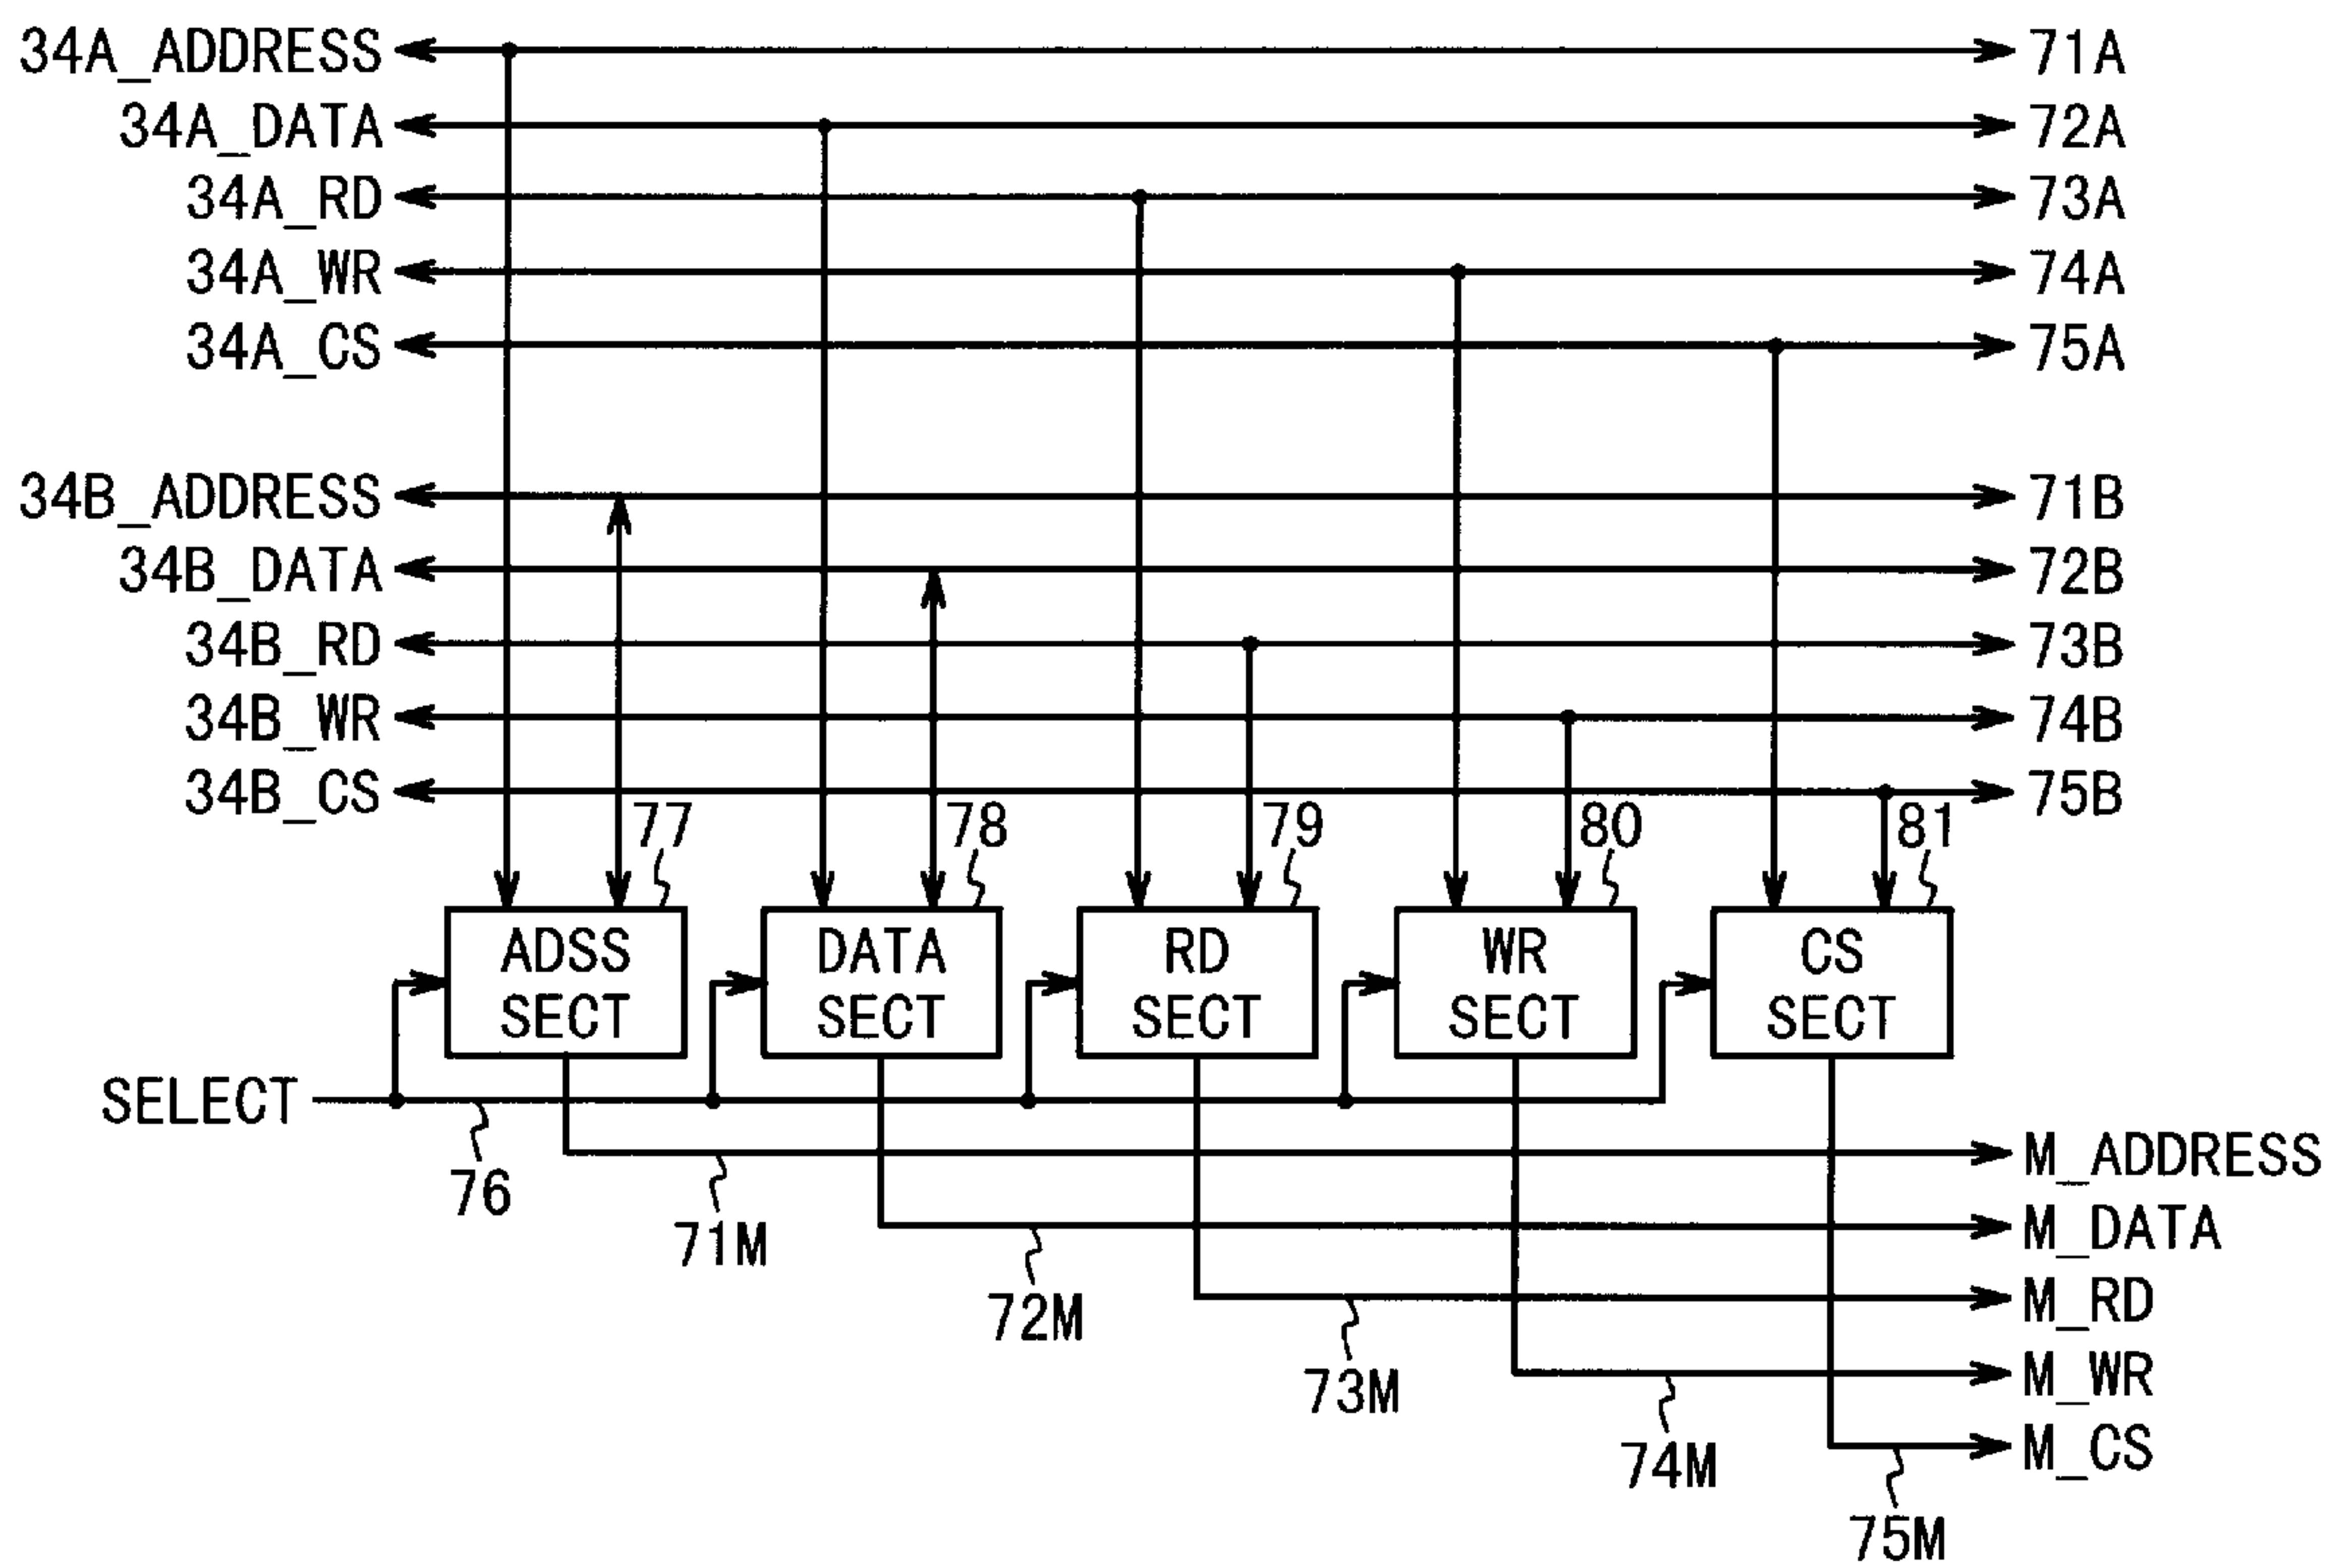 34A_ADDRESS 71A
34A_DATA 72A
34A_RD 73A
34A_WR 74A
34A_CS 75A
34B_ADDRESS 71B
34B_DATA 72B
34B_RD 73B
34B_WR 74B
34B_CS 75B
77 78 79 80 81
ADSS SECT
DATA SECT
RD SECT
WR SECT
CS SECT
SELECT
76
M_ADDRESS
71M
M_DATA
72M
M_RD
73M
M_WR
74M
M_CS
75M